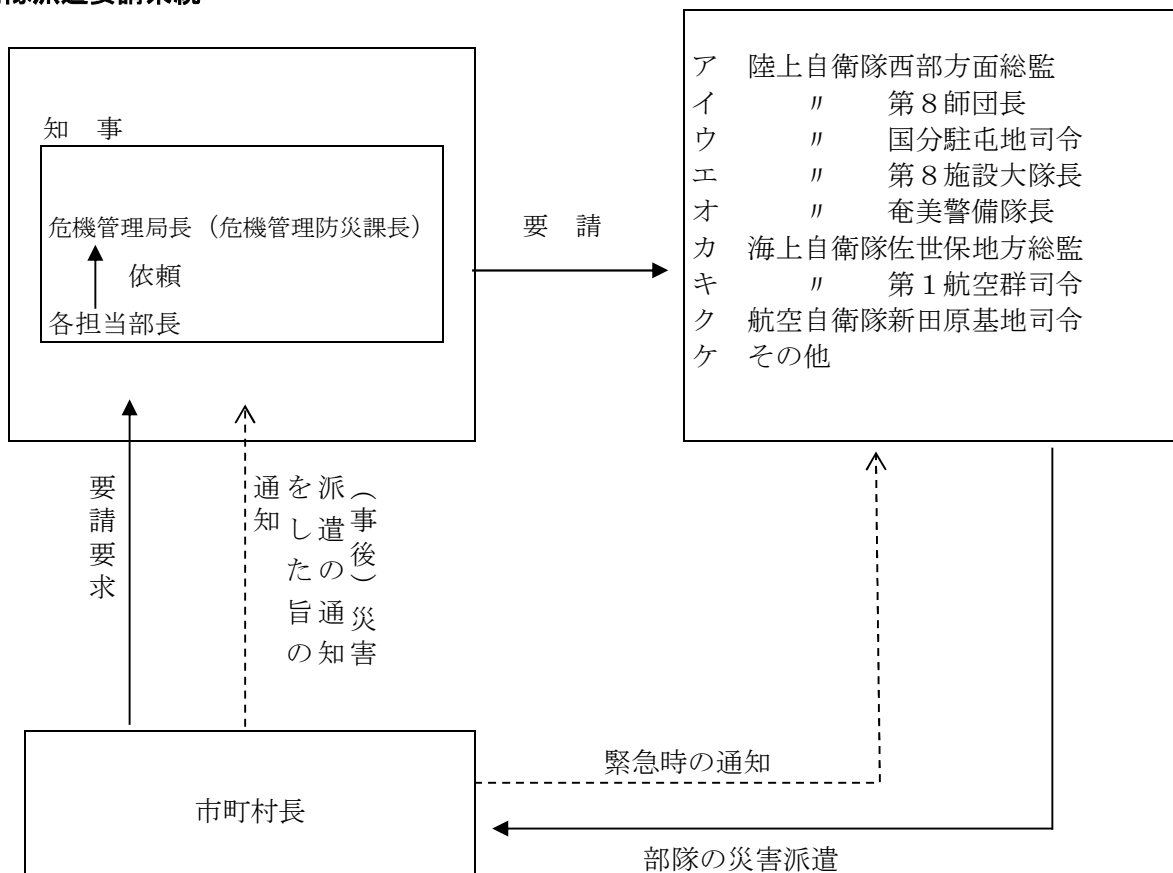 知　事
危機管理局長（危機管理防災課長）
依頼
各担当部長
要　請
ア　陸上自衛隊西部方面総監
イ　　　〃　　　第８師団長
ウ　　　〃　　　国分駐屯地司令
エ　　　〃　　　第８施設大隊長
オ　　　〃　　　奄美警備隊長
カ　海上自衛隊佐世保地方総監
キ　　　〃　　　第１航空群司令
ク　航空自衛隊新田原基地司令
ケ　その他
要請要求
（事後）災害
派遣の通知
をした旨の
通知
緊急時の通知
市町村長
部隊の災害派遣